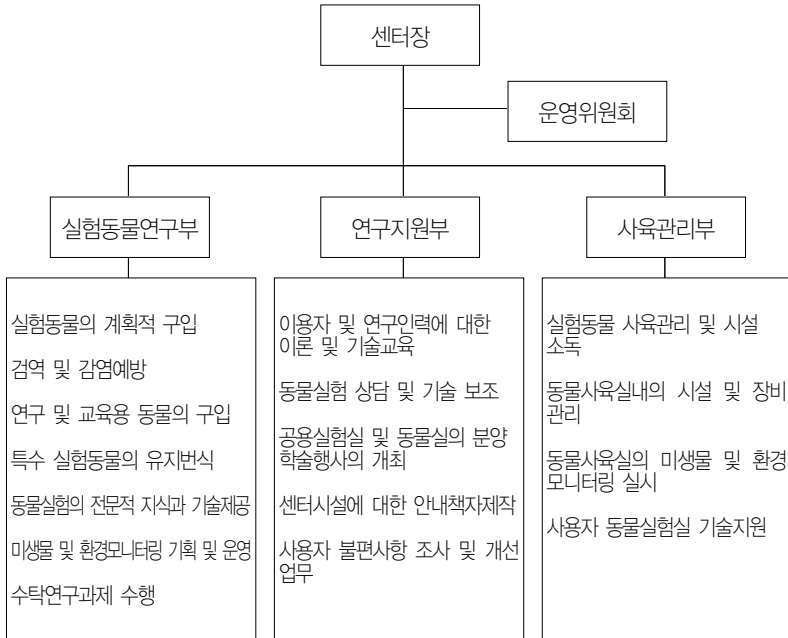 센터장
운영위원회
실험동물연구부
연구지원부
사육관리부
실험동물의 계획적 구입
검역 및 감염예방
연구 및 교육용 동물의 구입
특수 실험동물의 유지번식
동물실험의 전문적 지식과 기술제공
미생물 및 환경모니터링 기획 및 운영
수탁연구과제 수행
이용자 및 연구인력에 대한
이론 및 기술교육
동물실험 상담 및 기술 보조
공용실험실 및 동물실의 분양
학술행사의 개최
센터시설에 대한 안내책자제작
사용자 불편사항 조사 및 개선
업무
실험동물 사육관리 및 시설
소독
동물사육실내의 시설 및 장비
관리
동물사육실의 미생물 및 환경
모니터링 실시
사용자 동물실험실 기술지원